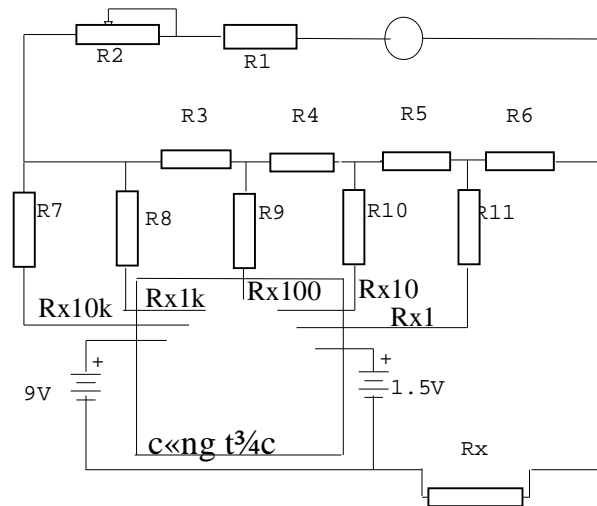 R2
R1
R3
R4
R5
R6
R7
R8
R9
R10
R11
Rx10k
Rx1k
Rx100
Rx10
Rx1
+
+
9V
1.5V
c«ng t¾c
Rx